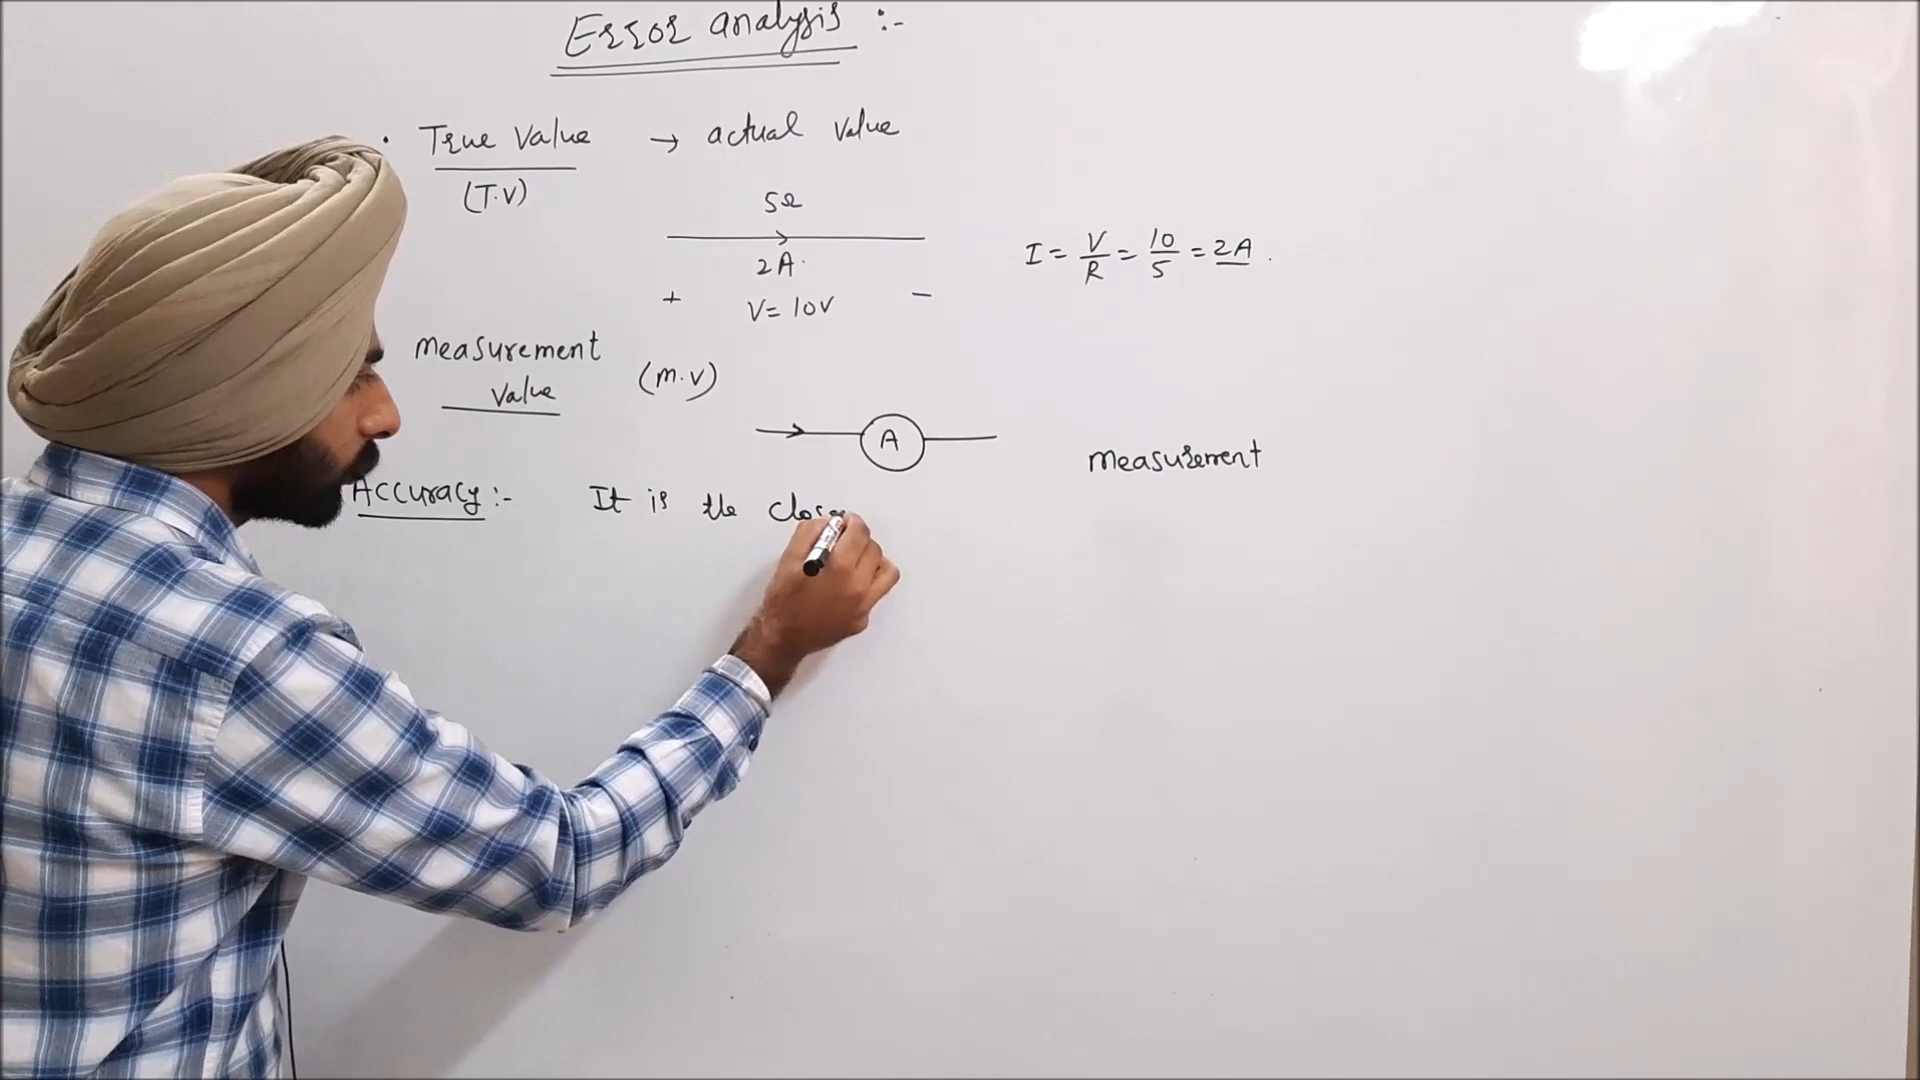 Error analysis :-
• True Value → actual value
(T.V)
5Ω
2A.
+ V= 10V -
I = V/R = 10/5 = 2A.
Measurement
Value (m.v)
A
Measurement
Accuracy :- It is the close